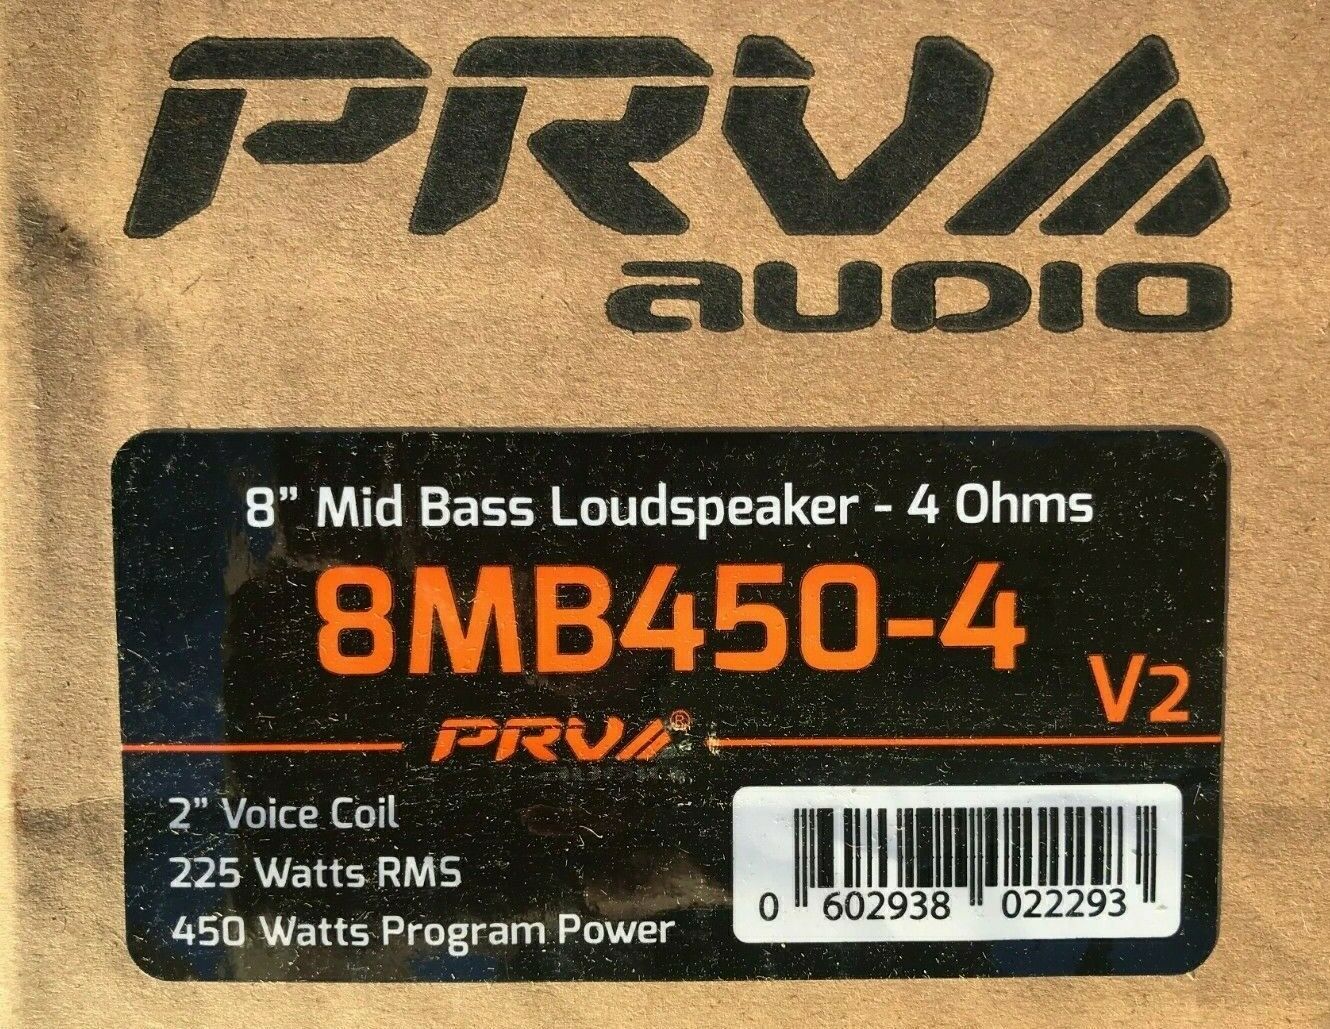 PRV
audio
8” Mid Bass Loudspeaker - 4 Ohms
8MB450-4
V2
PRV ®
2” Voice Coil
225 Watts RMS
450 Watts Program Power
0 602938 022293